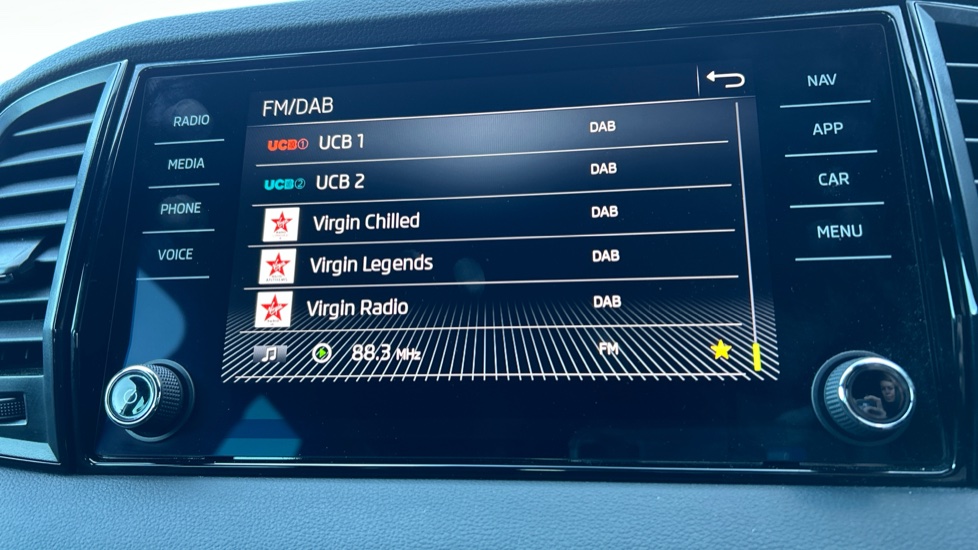 FM/DAB
UCB① UCB 1 DAB
UCB② UCB 2 DAB
Virgin Chilled DAB
Virgin Legends DAB
Virgin Radio DAB
88.3 MHz FM
RADIO
MEDIA
PHONE
VOICE
NAV
APP
CAR
MENU